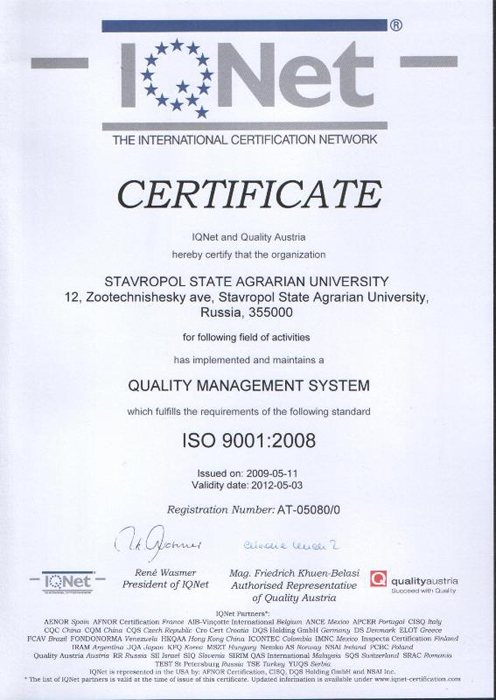 IQNet ®
THE INTERNATIONAL CERTIFICATION NETWORK
CERTIFICATE
IQNet and Quality Austria
hereby certify that the organization
STAVROPOL STATE AGRARIAN UNIVERSITY
12, Zootechnishesky ave, Stavropol State Agrarian University,
Russia, 355000
for following field of activities
has implemented and maintains a
QUALITY MANAGEMENT SYSTEM
which fulfills the requirements of the following standard
ISO 9001:2008
Issued on: 2009-05-11
Validity date: 2012-05-03
Registration Number: AT-05080/0
IQNet
René Wasmer
President of IQNet
Mag. Friedrich Khuen-Belasi
Authorised Representative
of Quality Austria
qualityaustria
Succeed with Quality
IQNet Partners*:
AENOR Spain AFNOR Certification France AIB-Vinçotte International Belgium ANCE Mexico APCER Portugal CISQ Italy
CQC China CQM China CQS Czech Republic Cro Cert Croatia DQS Holding GmbH Germany DS Denmark ELOT Greece
FCAV Brazil FONDONORMA Venezuela HKQAA Hong Kong China ICONTEC Colombia IMNC Mexico Inspecta Certification Finland
IRAM Argentina JQA Japan KFQ Korea MSZT Hungary Nemko AS Norway NSAI Ireland PCBC Poland
Quality Austria Austria RR Russia SII Israel SIQ Slovenia SIRIM QAS International Malaysia SQS Switzerland SRAC Romania
TEST St Petersburg Russia TSE Turkey YUQS Serbia
IQNet is represented in the USA by: AFNOR Certification, CISQ, DQS Holding GmbH and NSAI Inc.
* The list of IQNet partners is valid at the time of issue of this certificate. Updated information is available under www.iqnet-certification.com